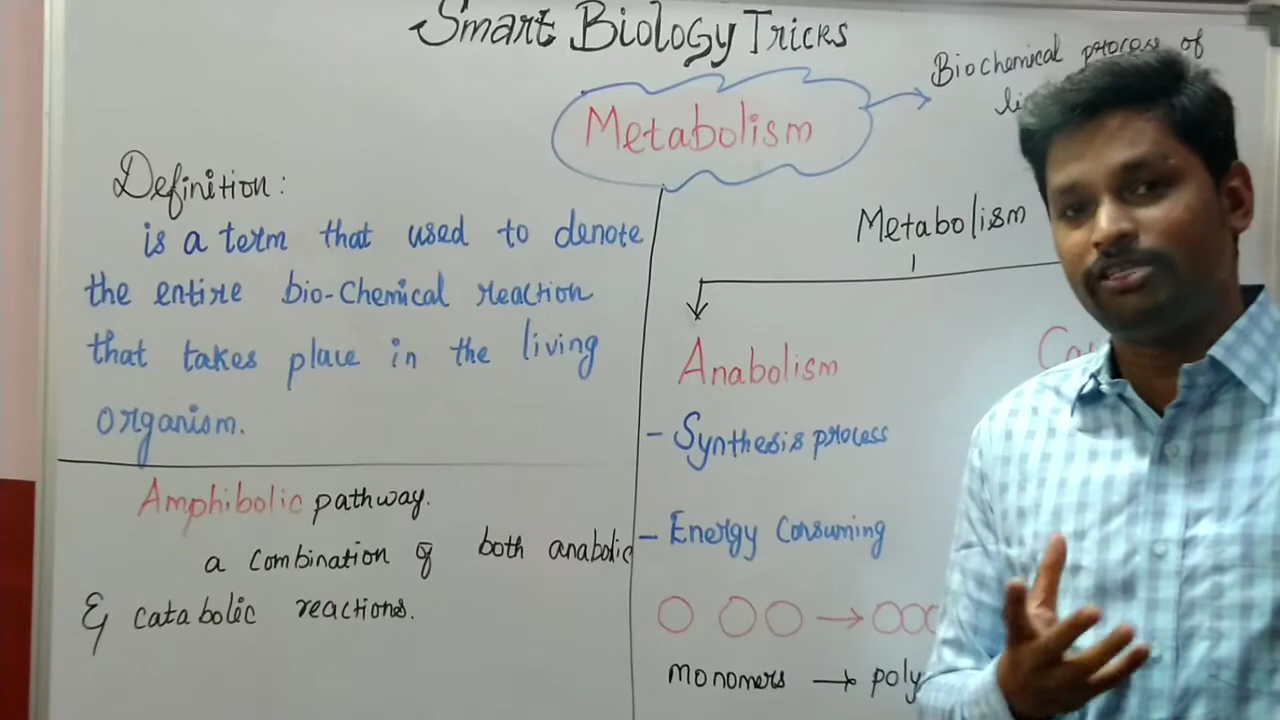 Smart Biology Tricks
Metabolism
Biochemical process of
Definition:
is a term that used to denote
the entire bio-chemical reaction
that takes place in the living
organism.
Amphibolic pathway.
a combination of both anabolic
& catabolic reactions.
Metabolism
Anabolism
- Synthesis process
- Energy Consuming
monomers → poly